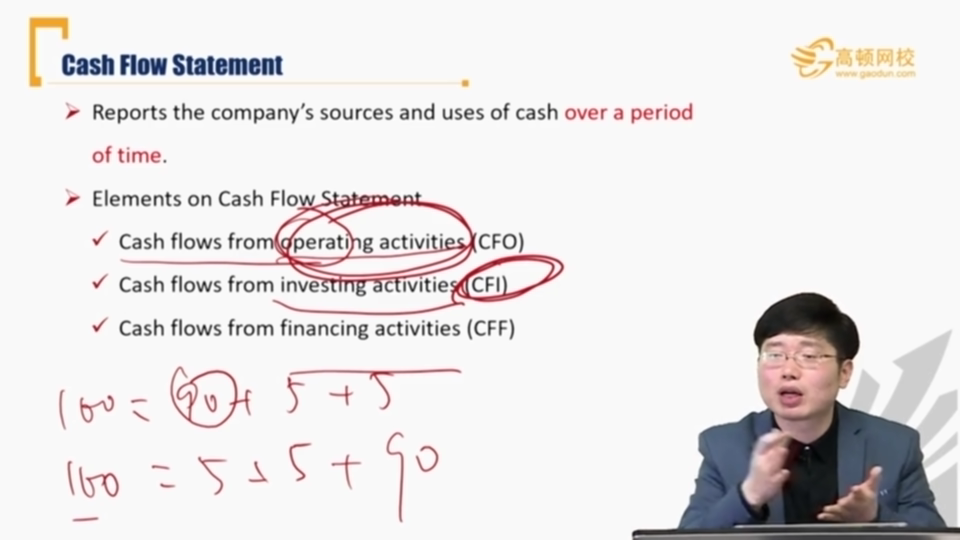 Cash Flow Statement
高顿网校
www.gaodun.com
Reports the company's sources and uses of cash over a period
of time.
Elements on Cash Flow Statement
Cash flows from operating activities (CFO)
Cash flows from investing activities (CFI)
Cash flows from financing activities (CFF)
100 = 90 + 5 + 5
100 = 5 + 5 + 90